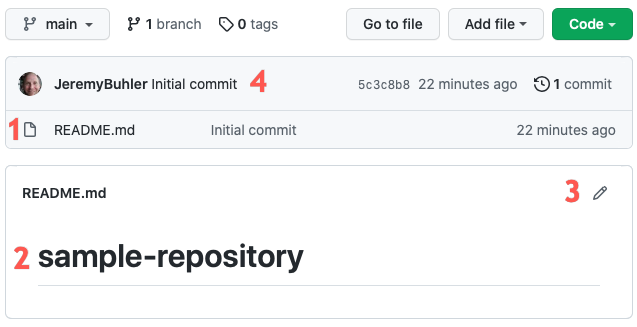 main 1 branch 0 tags Go to file Add file Code
JeremyBuhler Initial commit 4 5c3c8b8 22 minutes ago 1 commit
1 README.md Initial commit 22 minutes ago
README.md 3
2 sample-repository